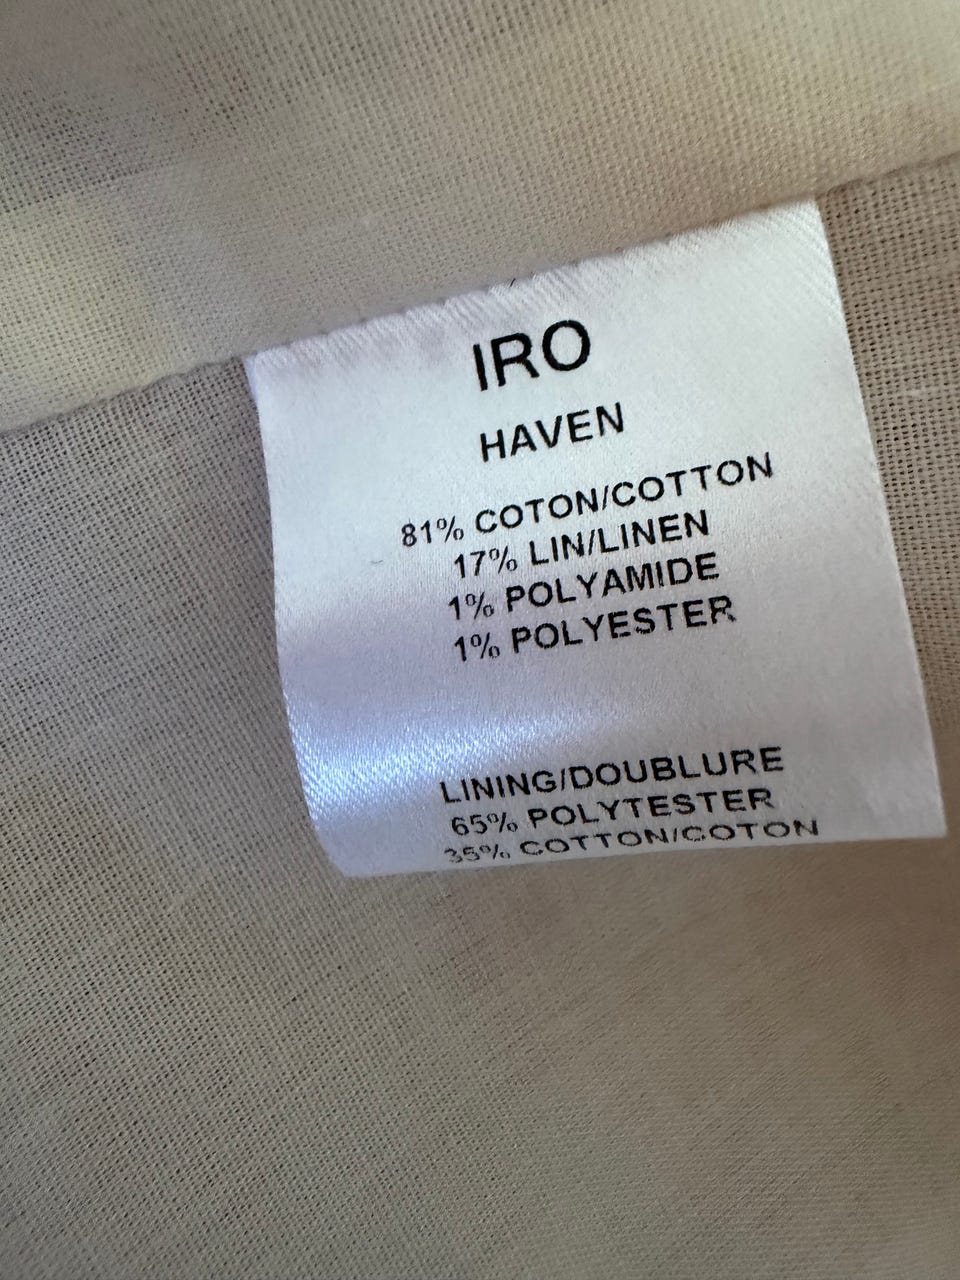 IRO
HAVEN
81% COTON/COTTON
17% LIN/LINEN
1% POLYAMIDE
1% POLYESTER
LINING/DOUBLURE
65% POLYTESTER
35% COTTON/COTON